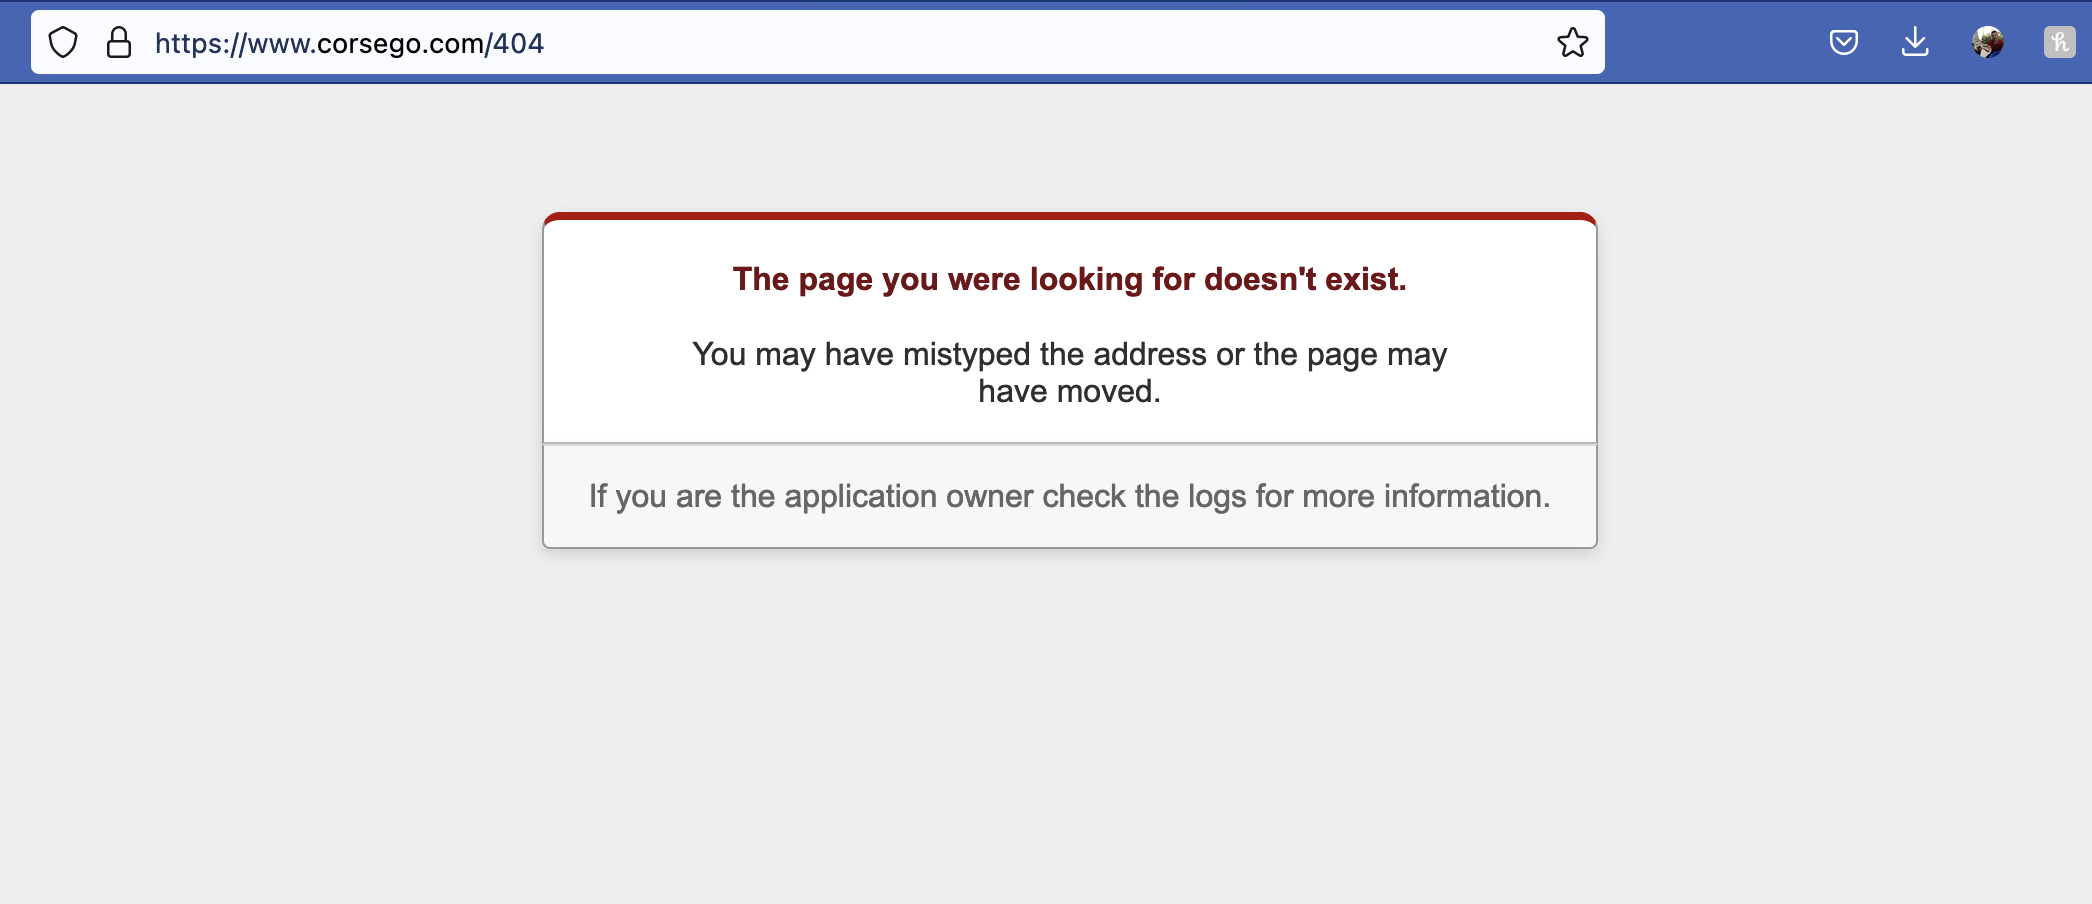 https://www.corsego.com/404
The page you were looking for doesn't exist.
You may have mistyped the address or the page may
have moved.
If you are the application owner check the logs for more information.